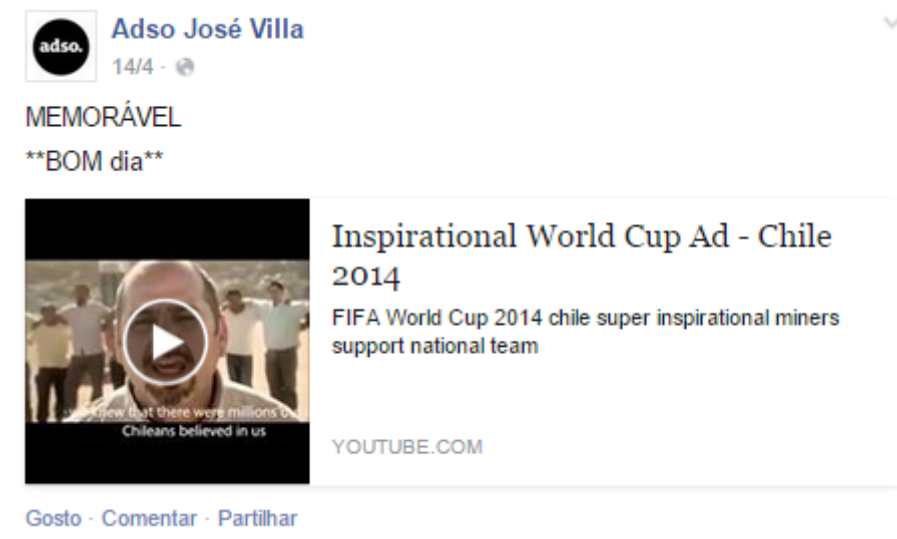 adso.
Adso José Villa
14/4 ·
MEMORÁVEL
**BOM dia**
Inspirational World Cup Ad - Chile
2014
FIFA World Cup 2014 chile super inspirational miners
support national team
knew that there were millions
Chileans believed in us
YOUTUBE.COM
Gosto · Comentar · Partilhar